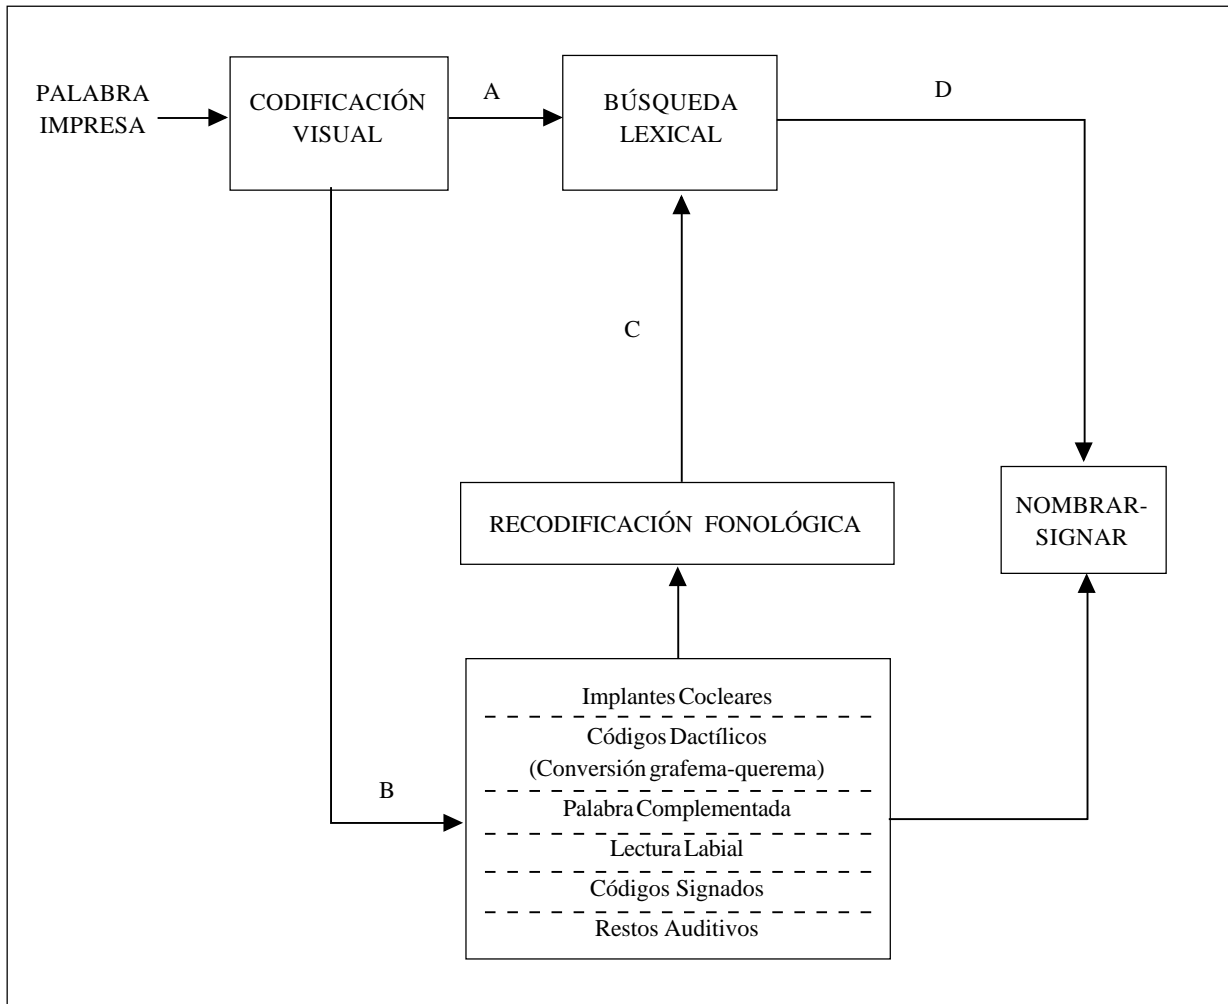 PALABRA
IMPRESA
CODIFICACIÓN
VISUAL
A
BÚSQUEDA
LEXICAL
D
C
RECODIFICACIÓN FONOLÓGICA
NOMBRAR-
SIGNAR
B
Implantes Cocleares
Códigos Dactílicos
(Conversión grafema-querema)
Palabra Complementada
Lectura Labial
Códigos Signados
Restos Auditivos